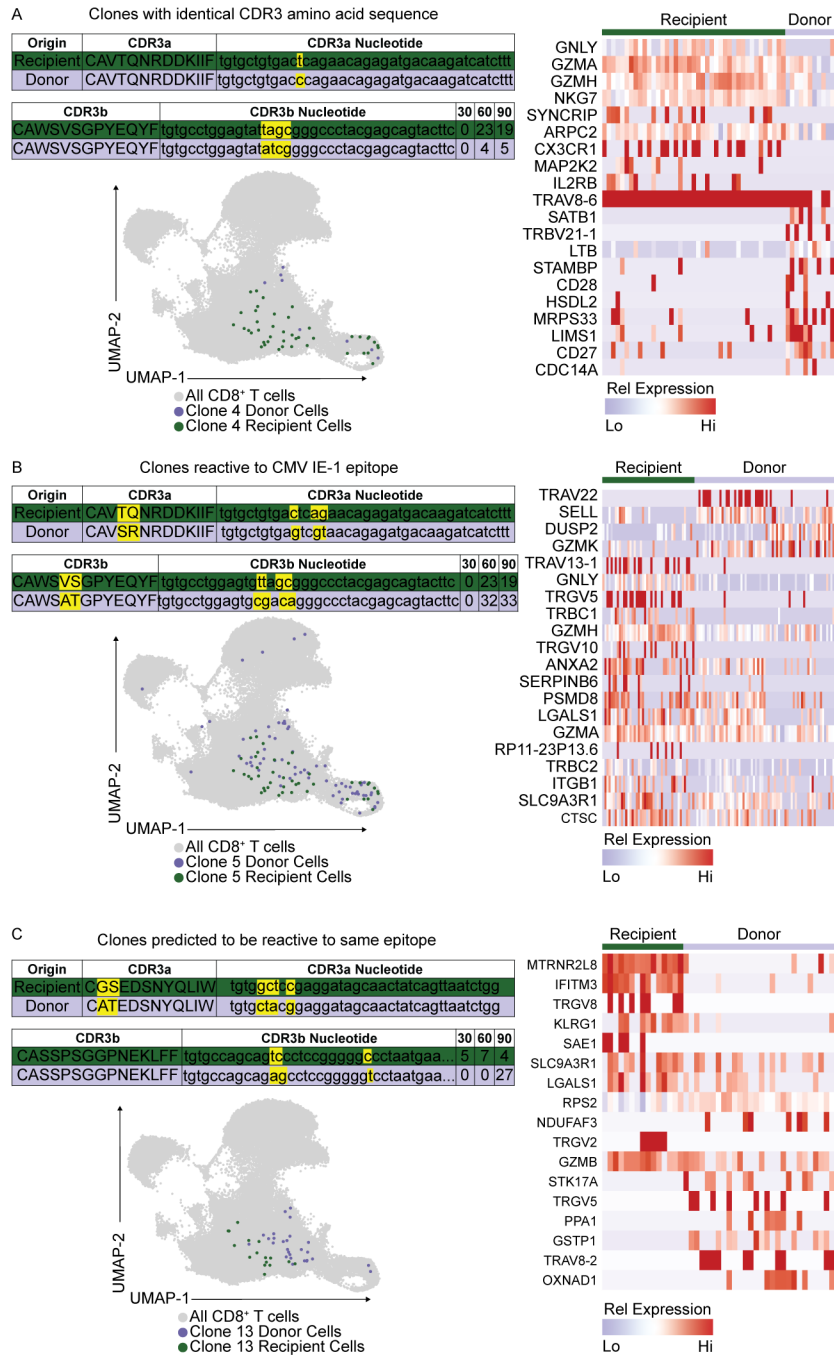 A
Clones with identical CDR3 amino acid sequence
Origin CDR3a CDR3a Nucleotide
Recipient CAVTQNRDDKIIF tgtgctgtgactcagaacagagatgacaagatcatcttt
Donor CAVTQNRDDKIIF tgtgctgtgacccagaacagagatgacaagatcatcttt
CDR3b CDR3b Nucleotide 30 60 90
CAWSVSGPYEQYF tgtgcctggagtattagcgggccctacgagcagtacttc 0 23 19
CAWSVSGPYEQYF tgtgcctggagtatatcggggccctacgagcagtacttc 0 4 5
UMAP-2
UMAP-1
All CD8⁺ T cells
Clone 4 Donor Cells
Clone 4 Recipient Cells
Recipient Donor
GNLY
GZMA
GZMH
NKG7
SYNCRIP
ARPC2
CX3CR1
MAP2K2
IL2RB
TRAV8-6
SATB1
TRBV21-1
LTB
STAMBP
CD28
HSDL2
MRPS33
LIMS1
CD27
CDC14A
Rel Expression
Lo Hi
B
Clones reactive to CMV IE-1 epitope
Origin CDR3a CDR3a Nucleotide
Recipient CAVTQNRDDKIIF tgtgctgtgactcagaacagagatgacaagatcatcttt
Donor CAVSRNRDDKIIF tgtgctgtgagtcgtaacagagatgacaagatcatcttt
CDR3b CDR3b Nucleotide 30 60 90
CAWSVSGPYEQYF tgtgcctggagtgttagcgggccctacgagcagtacttc 0 23 19
CAWSATGPYEQYF tgtgcctggagtgcgacagggccctacgagcagtacttc 0 32 33
UMAP-2
UMAP-1
All CD8⁺ T cells
Clone 5 Donor Cells
Clone 5 Recipient Cells
Recipient Donor
TRAV22
SELL
DUSP2
GZMK
TRAV13-1
GNLY
TRGV5
TRBC1
GZMH
TRGV10
ANXA2
SERPINB6
PSMD8
LGALS1
GZMA
RP11-23P13.6
TRBC2
ITGB1
SLC9A3R1
CTSC
Rel Expression
Lo Hi
C
Clones predicted to be reactive to same epitope
Origin CDR3a CDR3a Nucleotide
Recipient CGSEDSNYQLIW tgtggctccgaggatagcaactatcagttaatctgg
Donor CATEDSNYQLIW tgtgctacggaggatagcaactatcagttaatctgg
CDR3b CDR3b Nucleotide 30 60 90
CASSPSGGPNEKLFF tgtgccagcagtccctccgggggccctaatgaa... 5 7 4
CASSPSGGPNEKLFF tgtgccagcagagcctccgggggtcctaatgaa... 0 0 27
UMAP-2
UMAP-1
All CD8⁺ T cells
Clone 13 Donor Cells
Clone 13 Recipient Cells
Recipient Donor
MTRNR2L8
IFITM3
TRGV8
KLRG1
SAE1
SLC9A3R1
LGALS1
RPS2
NDUFAF3
TRGV2
GZMB
STK17A
TRGV5
PPA1
GSTP1
TRAV8-2
OXNAD1
Rel Expression
Lo Hi